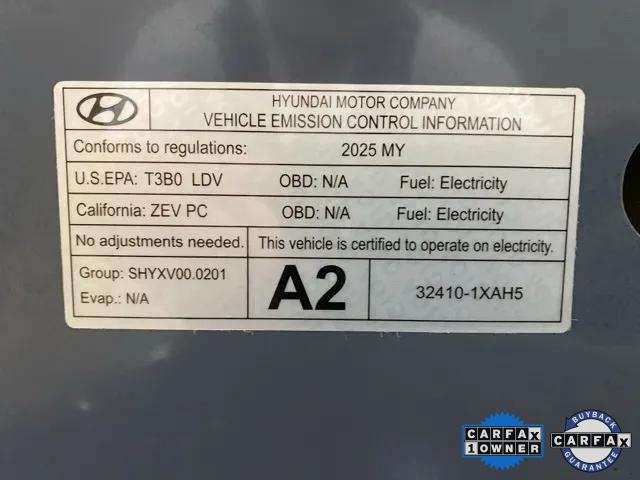 HYUNDAI MOTOR COMPANY
VEHICLE EMISSION CONTROL INFORMATION
Conforms to regulations: 2025 MY
U.S.EPA: T3B0 LDV OBD: N/A Fuel: Electricity
California: ZEV PC OBD: N/A Fuel: Electricity
No adjustments needed. This vehicle is certified to operate on electricity.
Group: SHYXV00.0201
Evap.: N/A
A2
32410-1XAH5
CARFAX
1 OWNER
BUYBACK
CARFAX
GUARANTEE